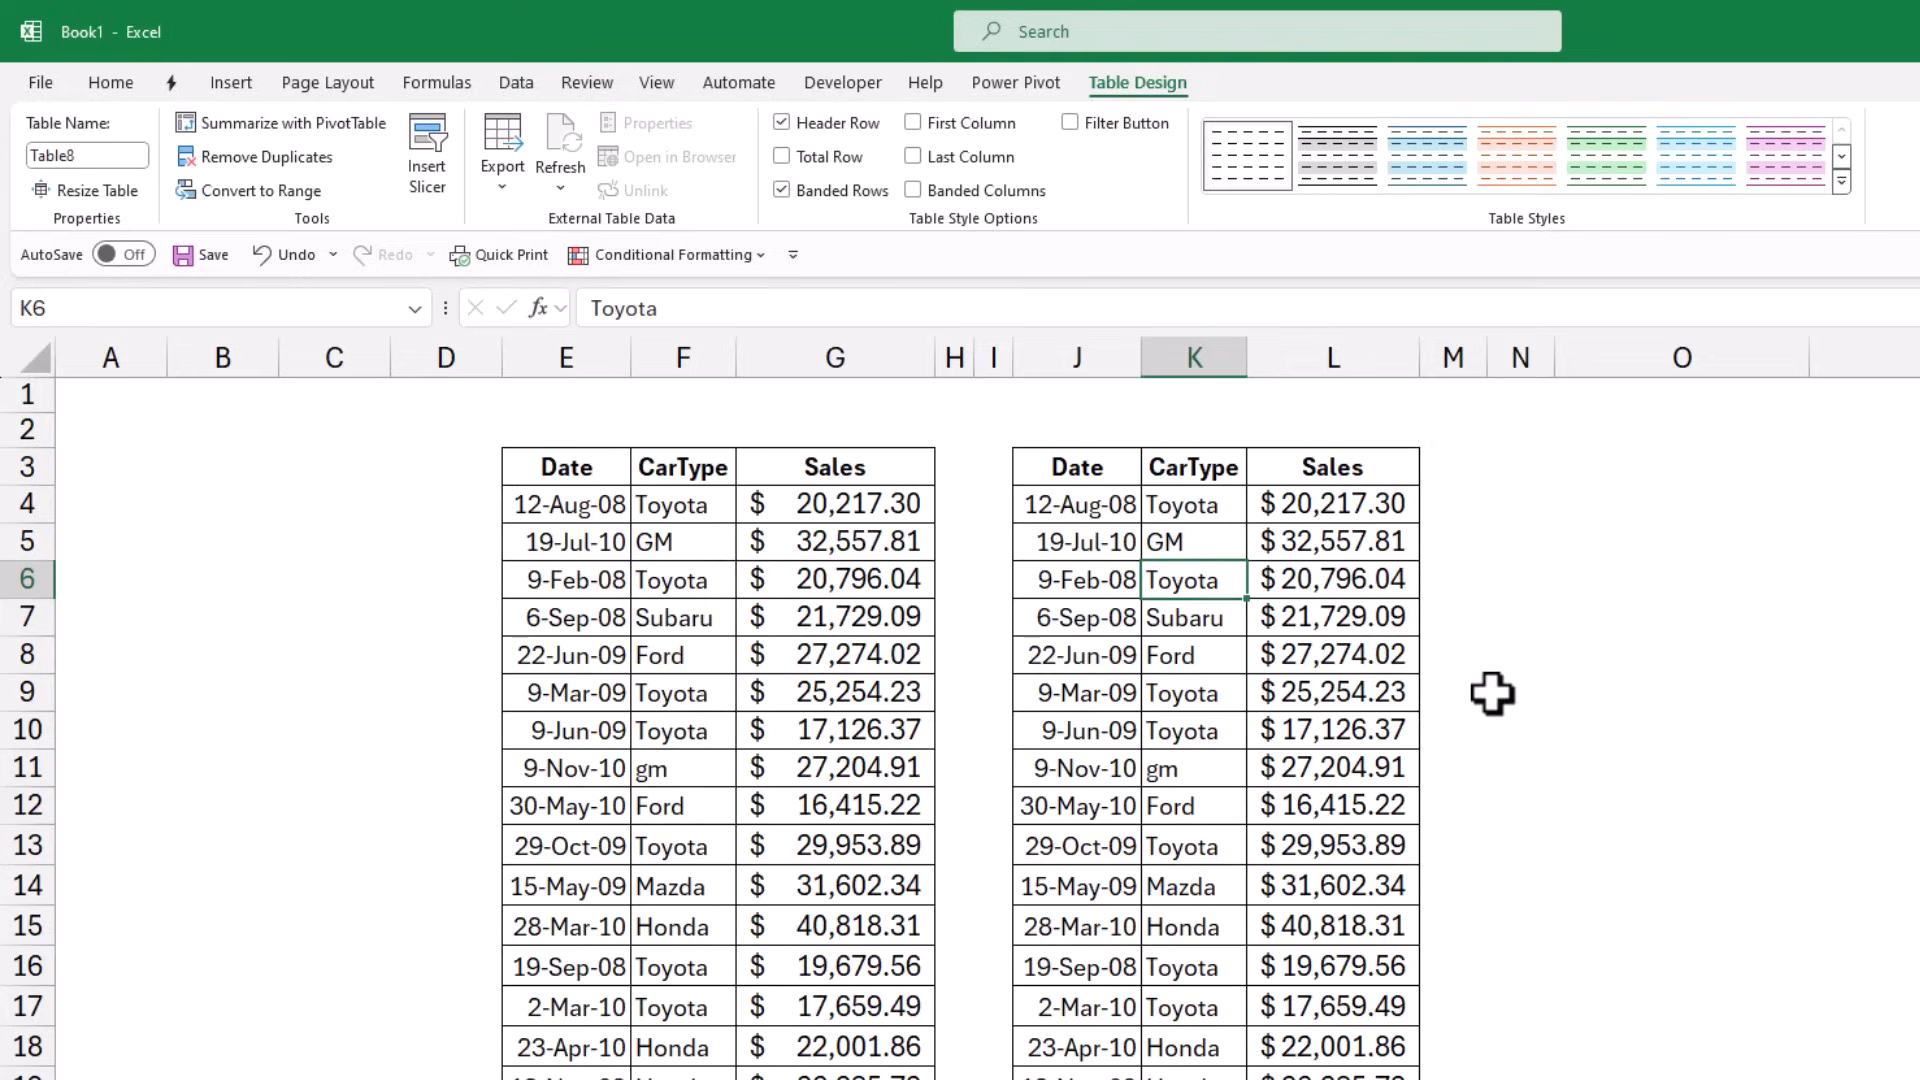 Book1 - Excel
Search
File Home Insert Page Layout Formulas Data Review View Automate Developer Help Power Pivot Table Design
Table Name:
Table8
Resize Table
Properties
Summarize with PivotTable
Remove Duplicates
Convert to Range
Tools
Insert
Slicer
Export
Refresh
Properties
Open in Browser
Unlink
External Table Data
Header Row
Total Row
Banded Rows
First Column
Last Column
Banded Columns
Filter Button
Table Style Options
Table Styles
AutoSave Off Save Undo Redo Quick Print Conditional Formatting
K6 fx Toyota
A B C D E F G H I J K L M N O
1
2
3 Date CarType Sales Date CarType Sales
4 12-Aug-08 Toyota $ 20,217.30 12-Aug-08 Toyota $ 20,217.30
5 19-Jul-10 GM $ 32,557.81 19-Jul-10 GM $ 32,557.81
6 9-Feb-08 Toyota $ 20,796.04 9-Feb-08 Toyota $ 20,796.04
7 6-Sep-08 Subaru $ 21,729.09 6-Sep-08 Subaru $ 21,729.09
8 22-Jun-09 Ford $ 27,274.02 22-Jun-09 Ford $ 27,274.02
9 9-Mar-09 Toyota $ 25,254.23 9-Mar-09 Toyota $ 25,254.23
10 9-Jun-09 Toyota $ 17,126.37 9-Jun-09 Toyota $ 17,126.37
11 9-Nov-10 gm $ 27,204.91 9-Nov-10 gm $ 27,204.91
12 30-May-10 Ford $ 16,415.22 30-May-10 Ford $ 16,415.22
13 29-Oct-09 Toyota $ 29,953.89 29-Oct-09 Toyota $ 29,953.89
14 15-May-09 Mazda $ 31,602.34 15-May-09 Mazda $ 31,602.34
15 28-Mar-10 Honda $ 40,818.31 28-Mar-10 Honda $ 40,818.31
16 19-Sep-08 Toyota $ 19,679.56 19-Sep-08 Toyota $ 19,679.56
17 2-Mar-10 Toyota $ 17,659.49 2-Mar-10 Toyota $ 17,659.49
18 23-Apr-10 Honda $ 22,001.86 23-Apr-10 Honda $ 22,001.86